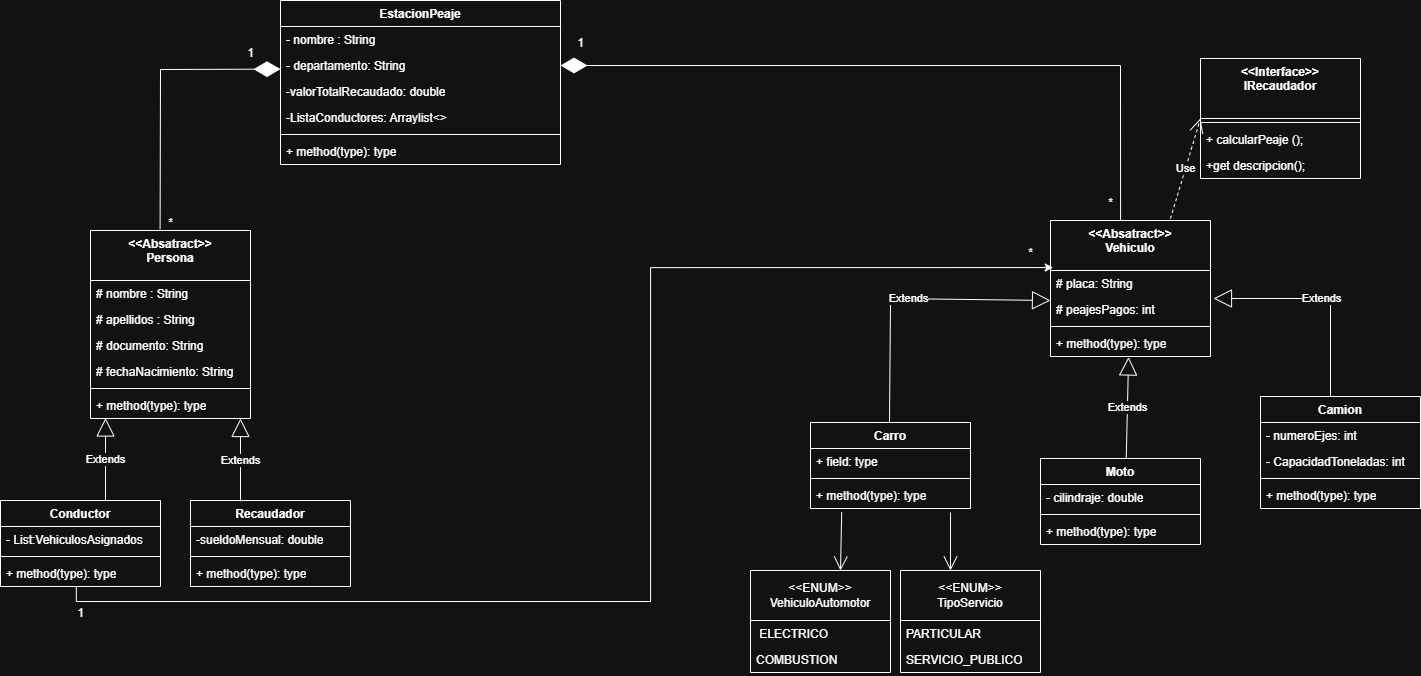 EstacionPeaje
- nombre : String
- departamento: String
-valorTotalRecaudado: double
-ListaConductores: Arraylist<>
+ method(type): type
1
1
*
*
<<Interface>>
IRecaudador
+ calcularPeaje ();
+get descripcion();
Use
<<Absatract>>
Persona
# nombre : String
# apellidos : String
# documento: String
# fechaNacimiento: String
+ method(type): type
<<Absatract>>
Vehiculo
# placa: String
# peajesPagos: int
+ method(type): type
*
Extends
Extends
Extends
Extends
Extends
Conductor
- List:VehiculosAsignados
+ method(type): type
1
Recaudador
-sueldoMensual: double
+ method(type): type
Carro
+ field: type
+ method(type): type
Moto
- cilindraje: double
+ method(type): type
Camion
- numeroEjes: int
- CapacidadToneladas: int
+ method(type): type
<<ENUM>>
VehiculoAutomotor
ELECTRICO
COMBUSTION
<<ENUM>>
TipoServicio
PARTICULAR
SERVICIO_PUBLICO